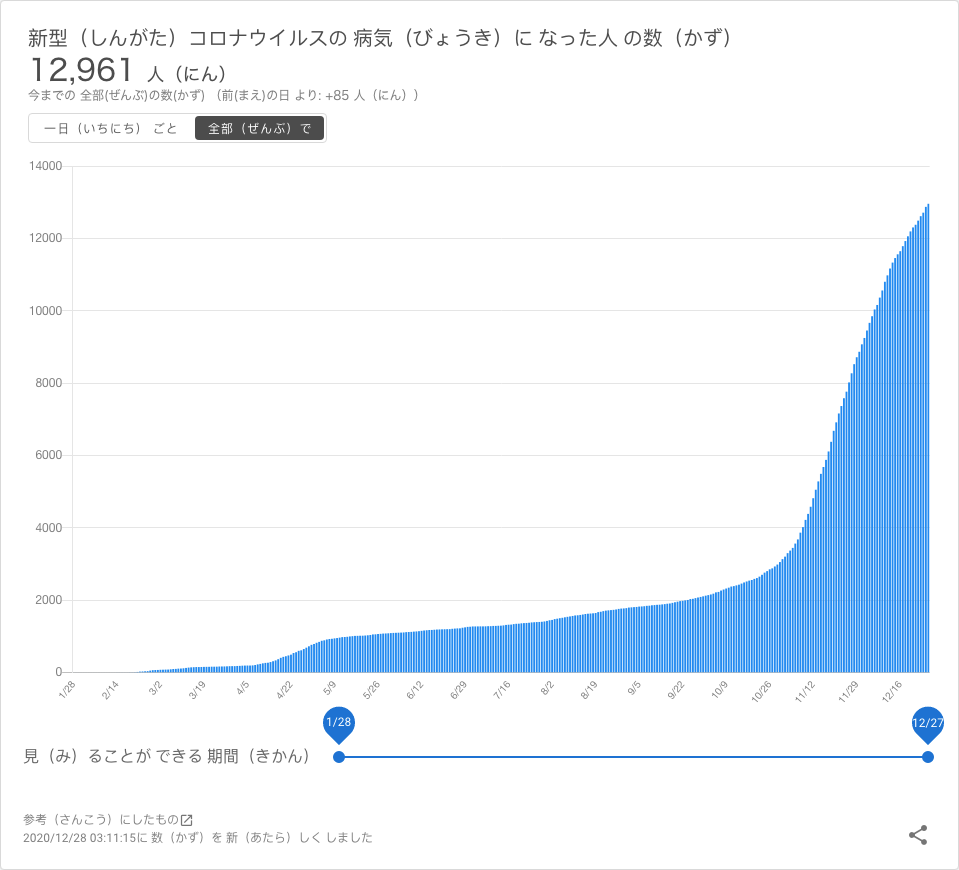 新型（しんがた）コロナウイルスの 病気（びょうき）に なった人 の数（かず）
12,961 人（にん）
今までの 全部(ぜんぶ)の数(かず) （前(まえ)の日 より: +85 人（にん））
一日（いちにち） ごと 全部（ぜんぶ）で
14000
12000
10000
8000
6000
4000
2000
0
1/28 2/14 3/2 3/19 4/5 4/22 5/9 5/26 6/12 6/29 7/16 8/2 8/19 9/5 9/22 10/9 10/26 11/12 11/29 12/16
1/28 12/27
見（み）ることが できる 期間（きかん）
参考（さんこう）にしたもの
2020/12/28 03:11:15に 数（かず）を 新（あたら）しく しました